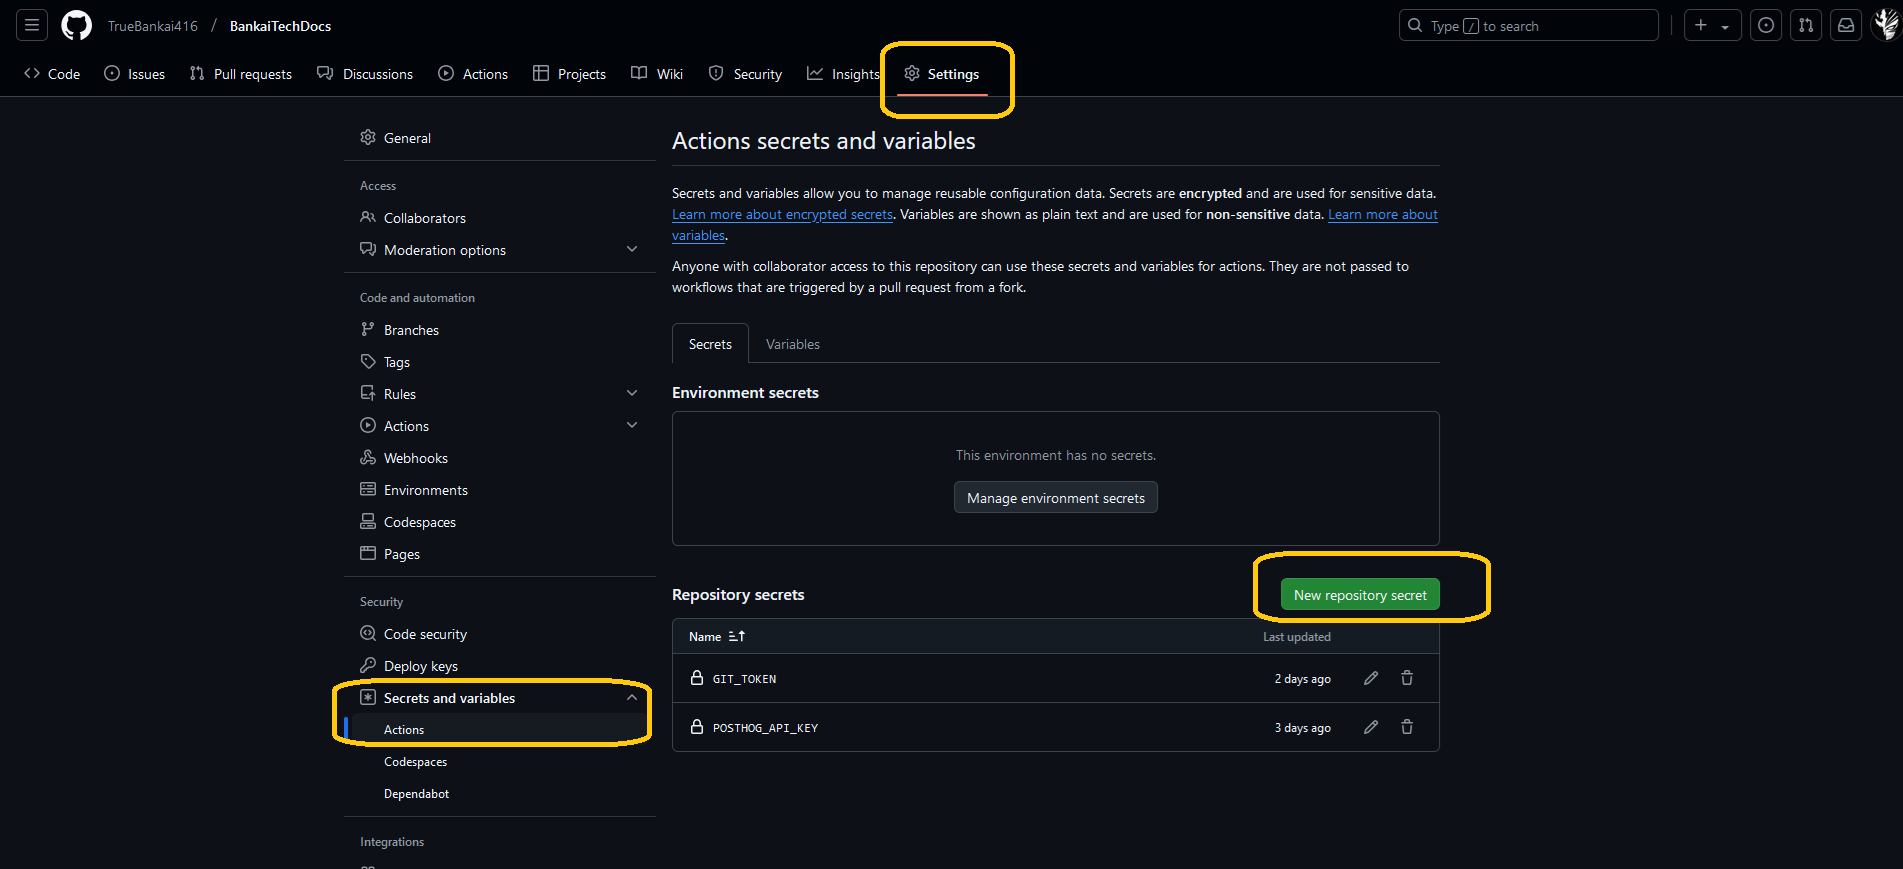 TrueBankai416 / BankaiTechDocs
Type / to search
Code Issues Pull requests Discussions Actions Projects Wiki Security Insights Settings
General
Access
Collaborators
Moderation options
Code and automation
Branches
Tags
Rules
Actions
Webhooks
Environments
Codespaces
Pages
Security
Code security
Deploy keys
Secrets and variables
Actions
Codespaces
Dependabot
Integrations
Actions secrets and variables
Secrets and variables allow you to manage reusable configuration data. Secrets are encrypted and are used for sensitive data.
Learn more about encrypted secrets. Variables are shown as plain text and are used for non-sensitive data. Learn more about
variables.
Anyone with collaborator access to this repository can use these secrets and variables for actions. They are not passed to
workflows that are triggered by a pull request from a fork.
Secrets Variables
Environment secrets
This environment has no secrets.
Manage environment secrets
Repository secrets
New repository secret
Name Last updated
GIT_TOKEN 2 days ago
POSTHOG_API_KEY 3 days ago